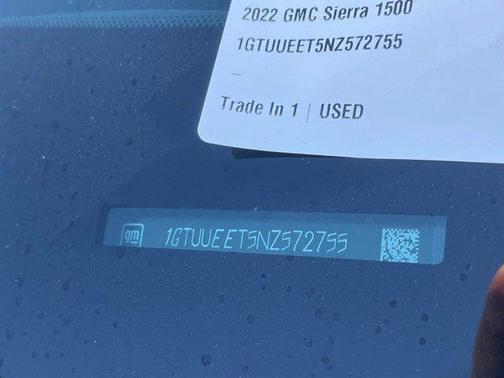 2022 GMC Sierra 1500
1GTUUEET5NZ572755
Trade In 1 | USED
gm 1GTUUEET5NZ572755